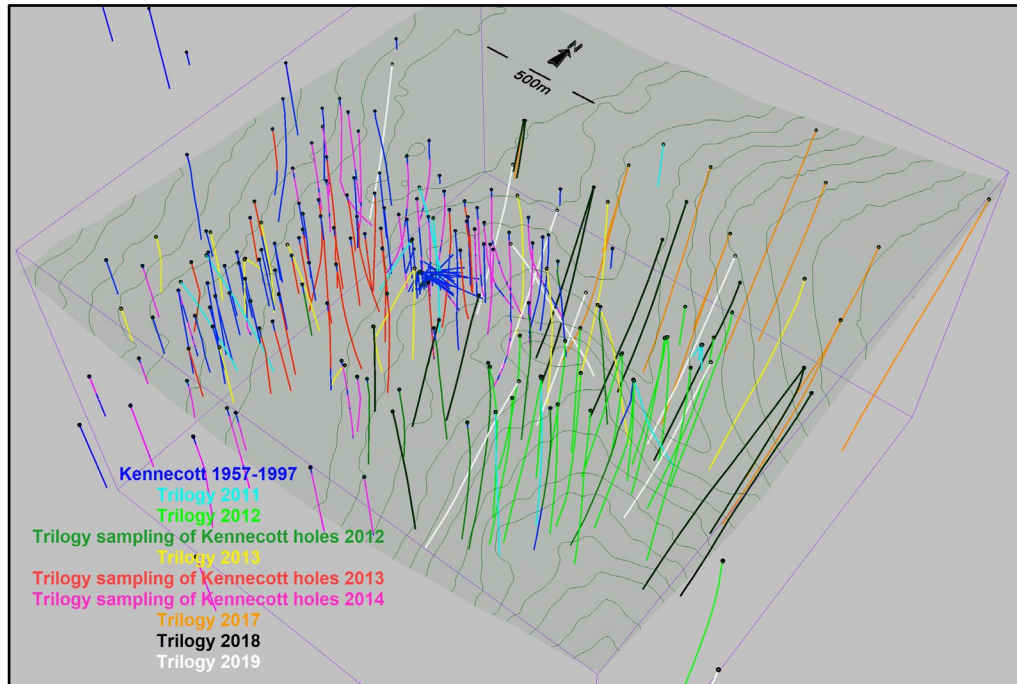 N
500m
Kennecott 1957-1997
Trilogy 2011
Trilogy 2012
Trilogy sampling of Kennecott holes 2012
Trilogy 2013
Trilogy sampling of Kennecott holes 2013
Trilogy sampling of Kennecott holes 2014
Trilogy 2017
Trilogy 2018
Trilogy 2019